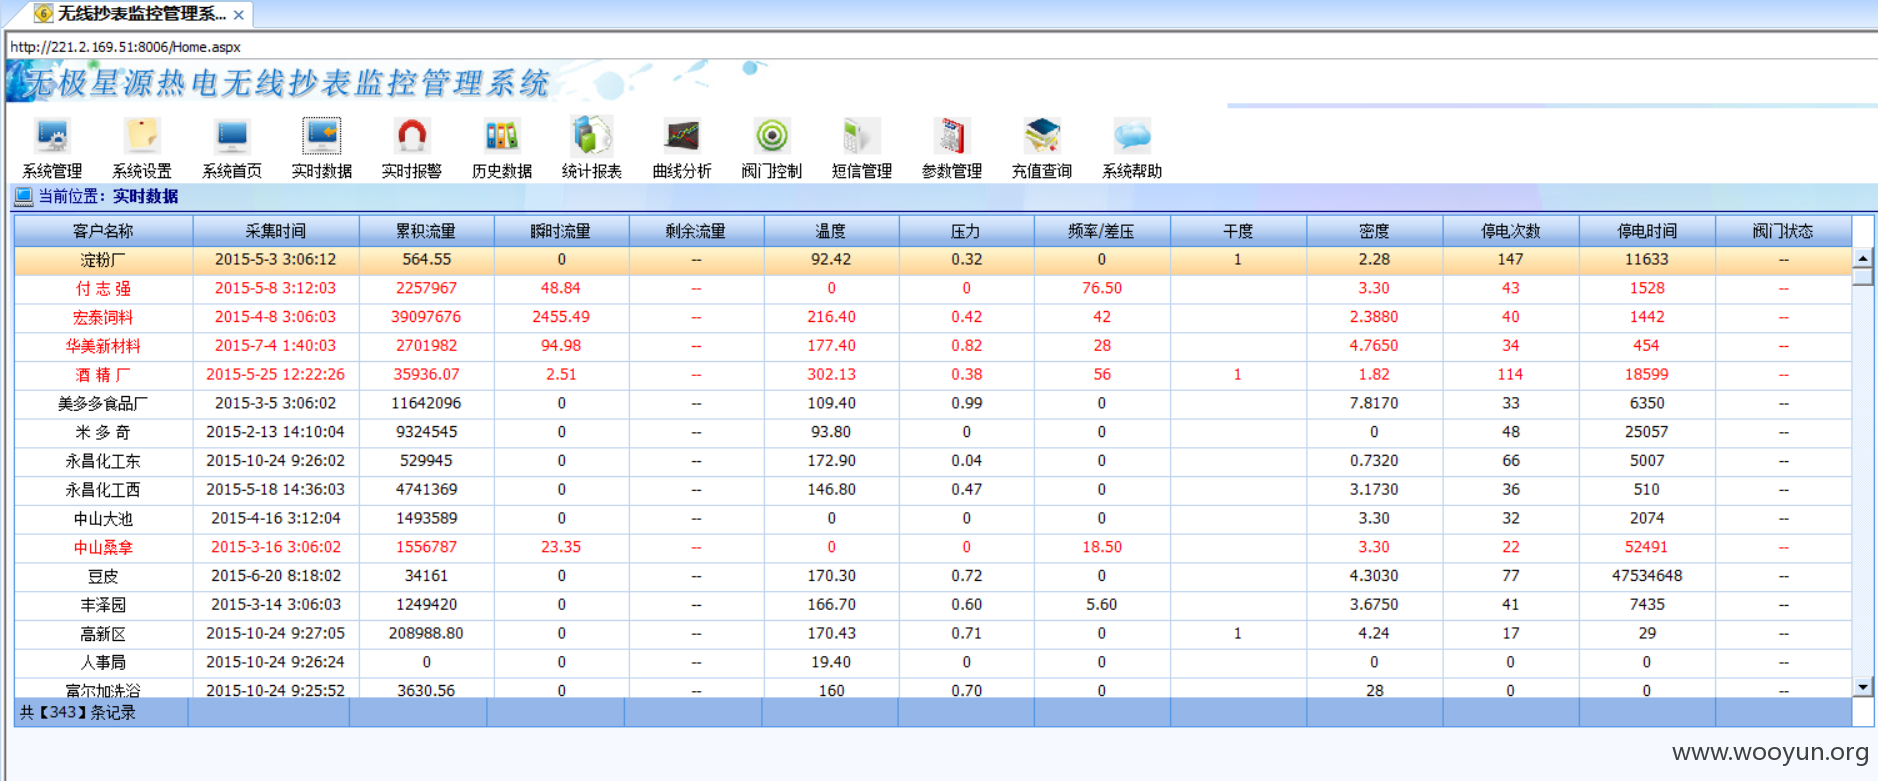 无线抄表监控管理系...
http://221.2.169.51:8006/Home.aspx
无极星源热电无线抄表监控管理系统
系统管理 系统设置 系统首页 实时数据 实时报警 历史数据 统计报表 曲线分析 阀门控制 短信管理 参数管理 充值查询 系统帮助
当前位置：实时数据
客户名称 采集时间 累积流量 瞬时流量 剩余流量 温度 压力 频率/差压 干度 密度 停电次数 停电时间 阀门状态
淀粉厂 2015-5-3 3:06:12 564.55 0 -- 92.42 0.32 0 1 2.28 147 11633 --
付 志 强 2015-5-8 3:12:03 2257967 48.84 -- 0 0 76.50 3.30 43 1528 --
宏泰饲料 2015-4-8 3:06:03 39097676 2455.49 -- 216.40 0.42 42 2.3880 40 1442 --
华美新材料 2015-7-4 1:40:03 2701982 94.98 -- 177.40 0.82 28 4.7650 34 454 --
酒 精 厂 2015-5-25 12:22:26 35936.07 2.51 -- 302.13 0.38 56 1 1.82 114 18599 --
美多多食品厂 2015-3-5 3:06:02 11642096 0 -- 109.40 0.99 0 7.8170 33 6350 --
米 多 奇 2015-2-13 14:10:04 9324545 0 -- 93.80 0 0 0 48 25057 --
永昌化工东 2015-10-24 9:26:02 529945 0 -- 172.90 0.04 0 0.7320 66 5007 --
永昌化工西 2015-5-18 14:36:03 4741369 0 -- 146.80 0.47 0 3.1730 36 510 --
中山大池 2015-4-16 3:12:04 1493589 0 -- 0 0 0 3.30 32 2074 --
中山桑拿 2015-3-16 3:06:02 1556787 23.35 -- 0 0 18.50 3.30 22 52491 --
豆皮 2015-6-20 8:18:02 34161 0 -- 170.30 0.72 0 4.3030 77 47534648 --
丰泽园 2015-3-14 3:06:03 1249420 0 -- 166.70 0.60 5.60 3.6750 41 7435 --
高新区 2015-10-24 9:27:05 208988.80 0 -- 170.43 0.71 0 1 4.24 17 29 --
人事局 2015-10-24 9:26:24 0 0 -- 19.40 0 0 0 0 0 --
富尔加洗浴 2015-10-24 9:25:52 3630.56 0 -- 160 0.70 0 28 0 0 --
共【343】条记录
www.wooyun.org